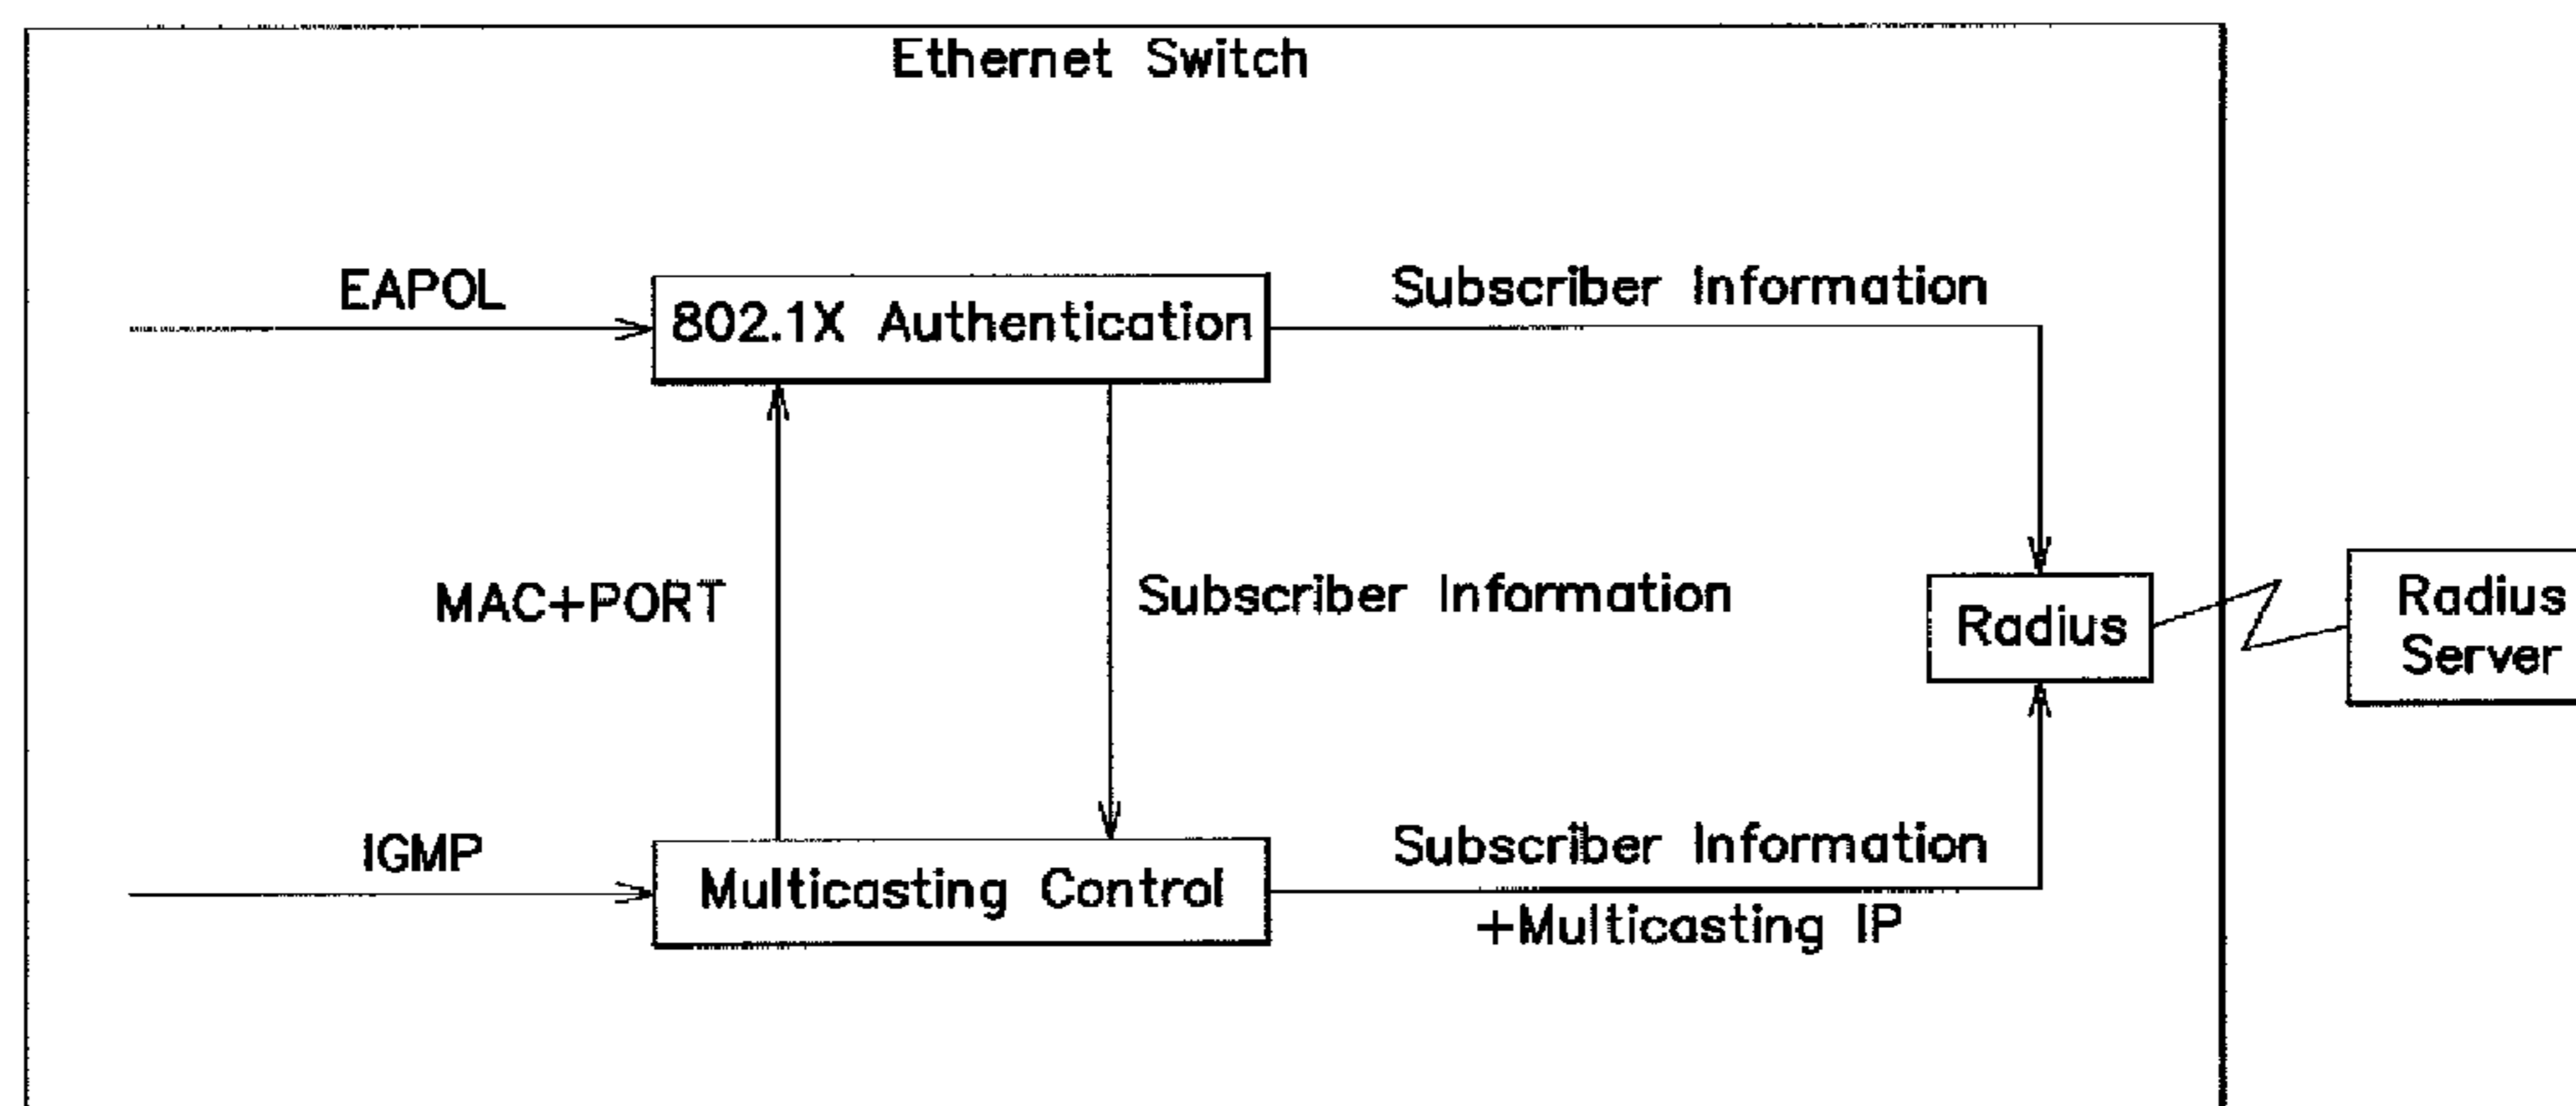 Ethernet Switch
EAPOL
802.1X Authentication
Subscriber Information
MAC+PORT
Subscriber Information
Radius
Radius
Server
IGMP
Multicasting Control
Subscriber Information
+Multicasting IP